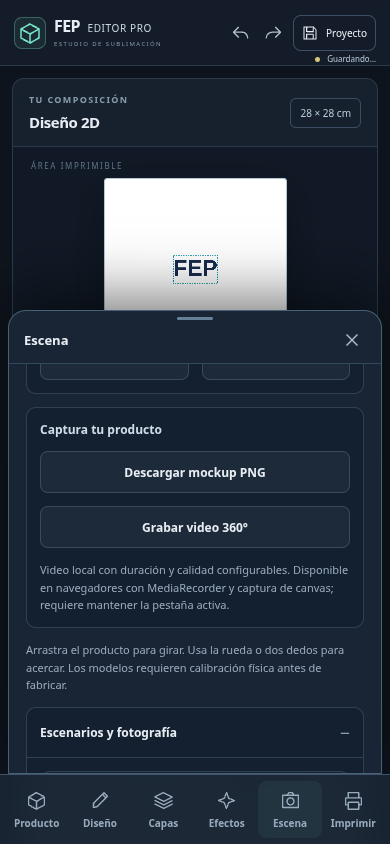 FEP EDITOR PRO
ESTUDIO DE SUBLIMACIÓN
Proyecto
Guardando...
TU COMPOSICIÓN
Diseño 2D
28 × 28 cm
ÁREA IMPRIMIBLE
FEP
Escena
Captura tu producto
Descargar mockup PNG
Grabar video 360°
Video local con duración y calidad configurables. Disponible
en navegadores con MediaRecorder y captura de canvas;
requiere mantener la pestaña activa.
Arrastra el producto para girar. Usa la rueda o dos dedos para
acercar. Los modelos requieren calibración física antes de
fabricar.
Escenarios y fotografía
Producto Diseño Capas Efectos Escena Imprimir